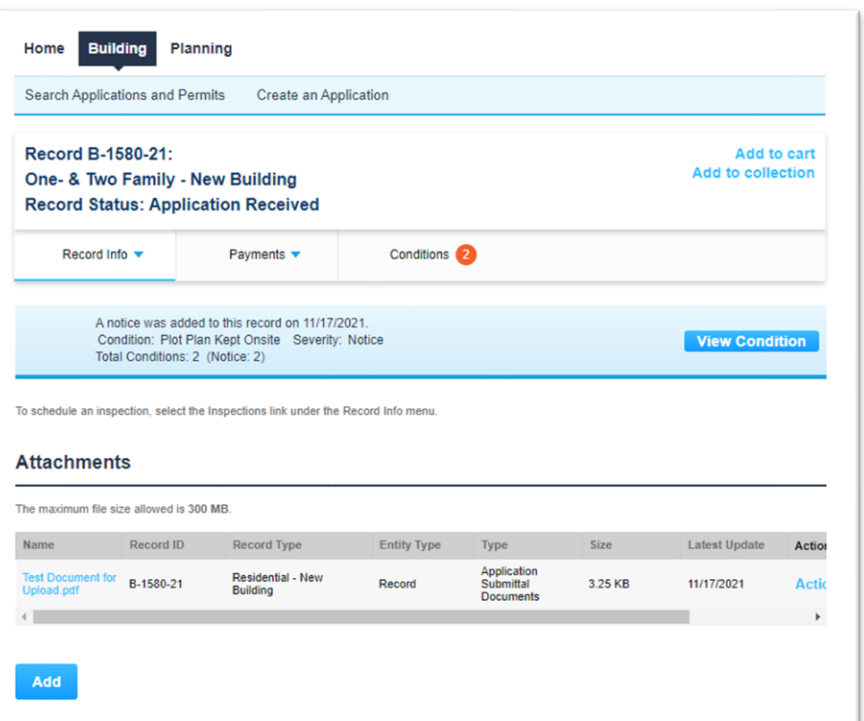 Home Building Planning
Search Applications and Permits Create an Application
Record B-1580-21:
One- & Two Family - New Building
Record Status: Application Received
Add to cart
Add to collection
Record Info Payments Conditions 2
A notice was added to this record on 11/17/2021.
Condition: Plot Plan Kept Onsite Severity: Notice
Total Conditions: 2 (Notice: 2)
View Condition
To schedule an inspection, select the Inspections link under the Record Info menu.
Attachments
The maximum file size allowed is 300 MB.
Name Record ID Record Type Entity Type Type Size Latest Update Action
Test Document for
Upload.pdf
B-1580-21
Residential - New
Building
Record
Application
Submittal
Documents
3.25 KB
11/17/2021
Actio
Add